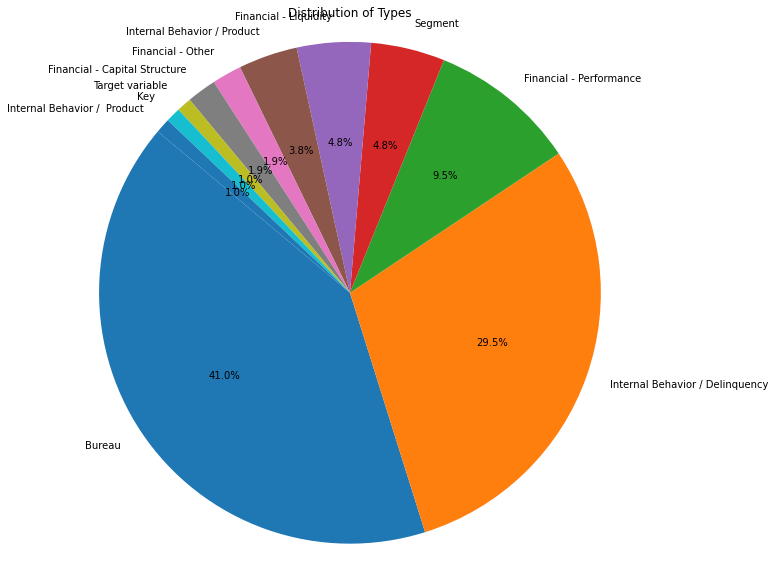 Distribution of Types
Financial - Liquidity
Segment
Internal Behavior / Product
Financial - Other
Financial - Capital Structure
Financial - Performance
Target variable
Key
Internal Behavior /  Product
4.8%
4.8%
3.8%
1.9%
1.9%
9.5%
1.0%
1.0%
1.0%
29.5%
41.0%
Internal Behavior / Delinquency
Bureau